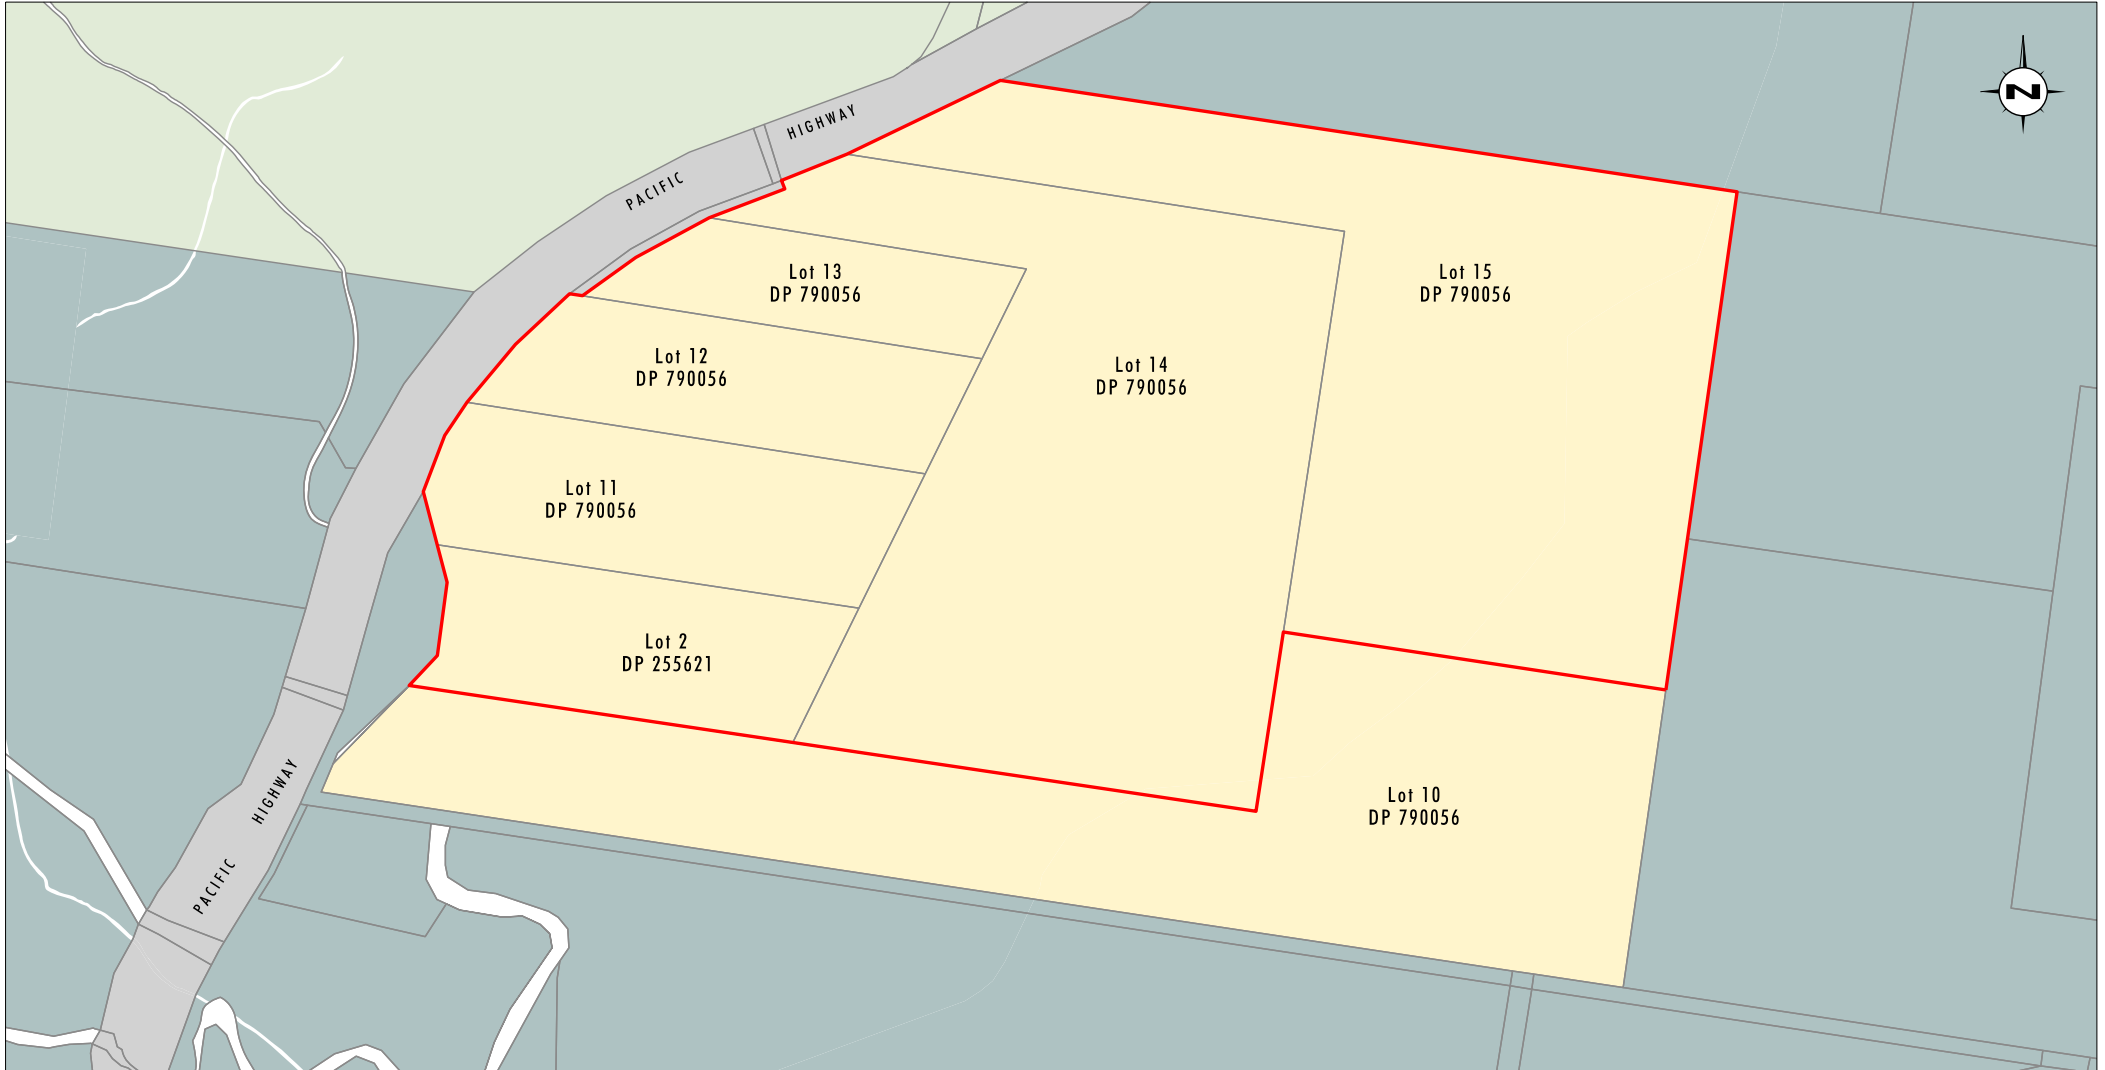 HIGHWAY
PACIFIC
N
Lot 13
DP 790056
Lot 15
DP 790056
Lot 12
DP 790056
Lot 14
DP 790056
Lot 11
DP 790056
Lot 2
DP 255621
HIGHWAY
PACIFIC
Lot 10
DP 790056